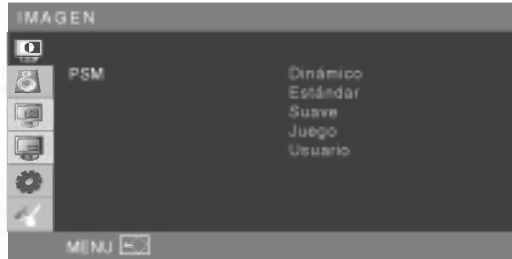 IMAGEN
PSM
Dinámico
Estándar
Suave
Juego
Usuario
MENU